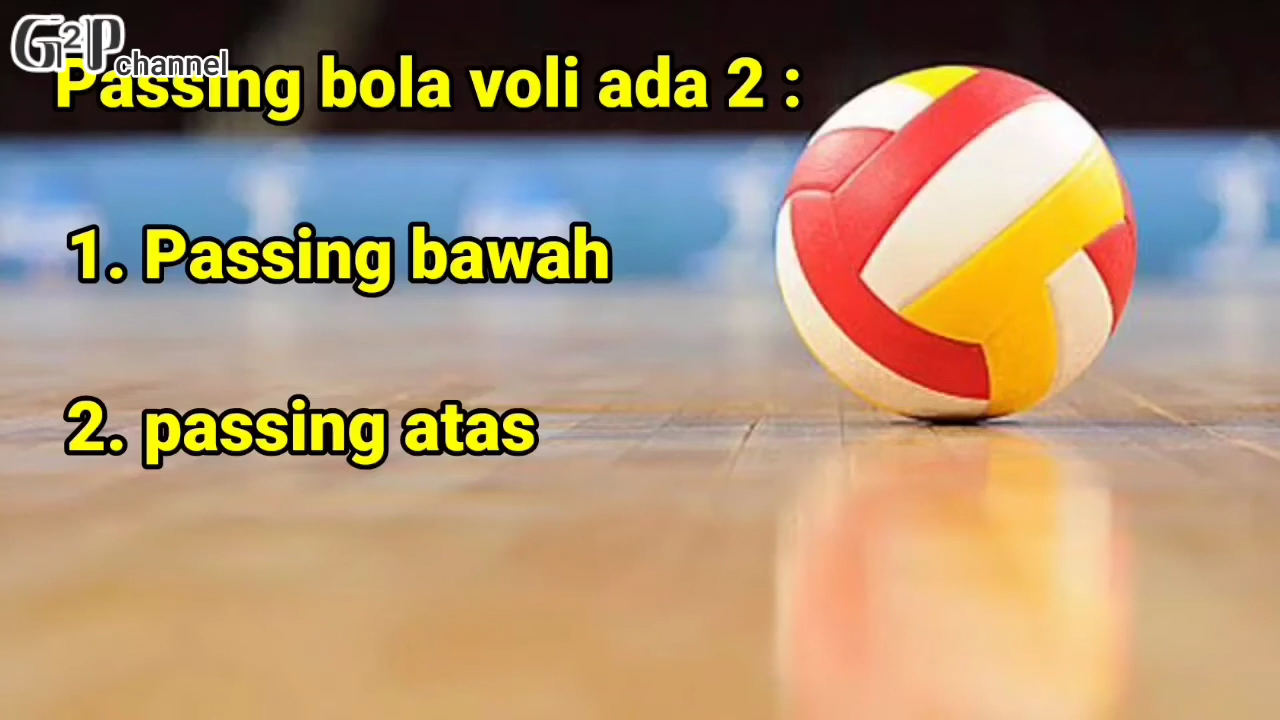 G2P channel
Passing bola voli ada 2 :
1. Passing bawah
2. passing atas